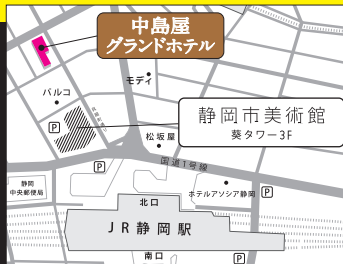 中島屋
グランドホテル
モディ
パルコ
静岡市美術館
葵タワー3F
P
松坂屋
国道1号線
P
静岡
中央郵便局
ホテルアソシア静岡
P
北口
JR静岡駅
南口
P